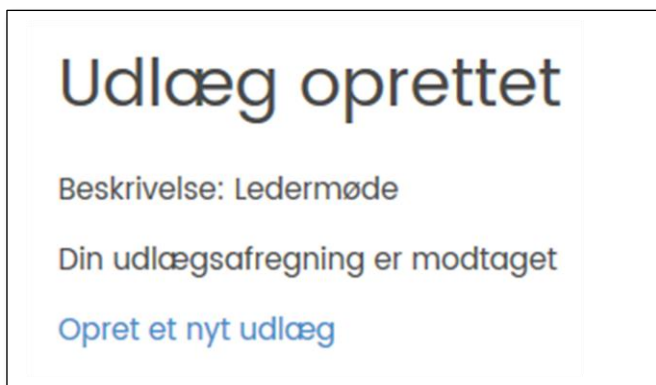 Udlæg oprettet
Beskrivelse: Ledermøde
Din udlægsafregning er modtaget
Opret et nyt udlæg